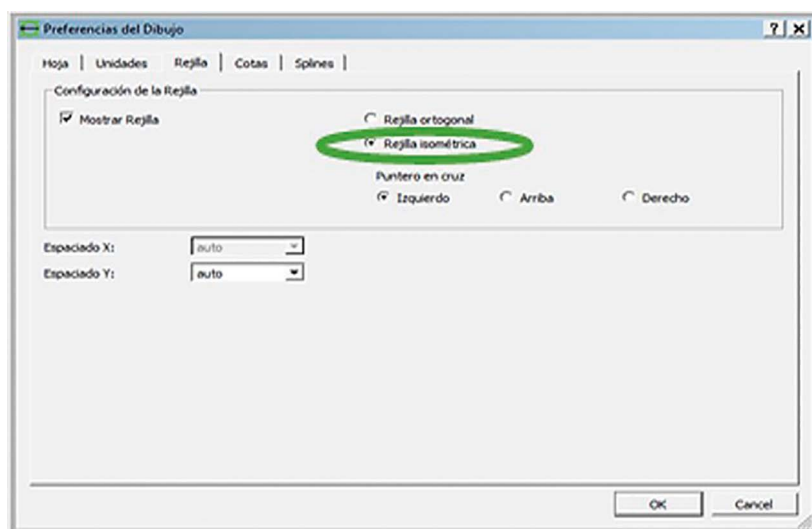 Preferencias del Dibujo
Hoja Unidades Rejilla Cotas Splines
Configuración de la Rejilla
Mostrar Rejilla
Rejilla ortogonal
Rejilla isométrica
Puntero en cruz
Izquierdo Arriba Derecho
Espaciado X: auto
Espaciado Y: auto
OK Cancel